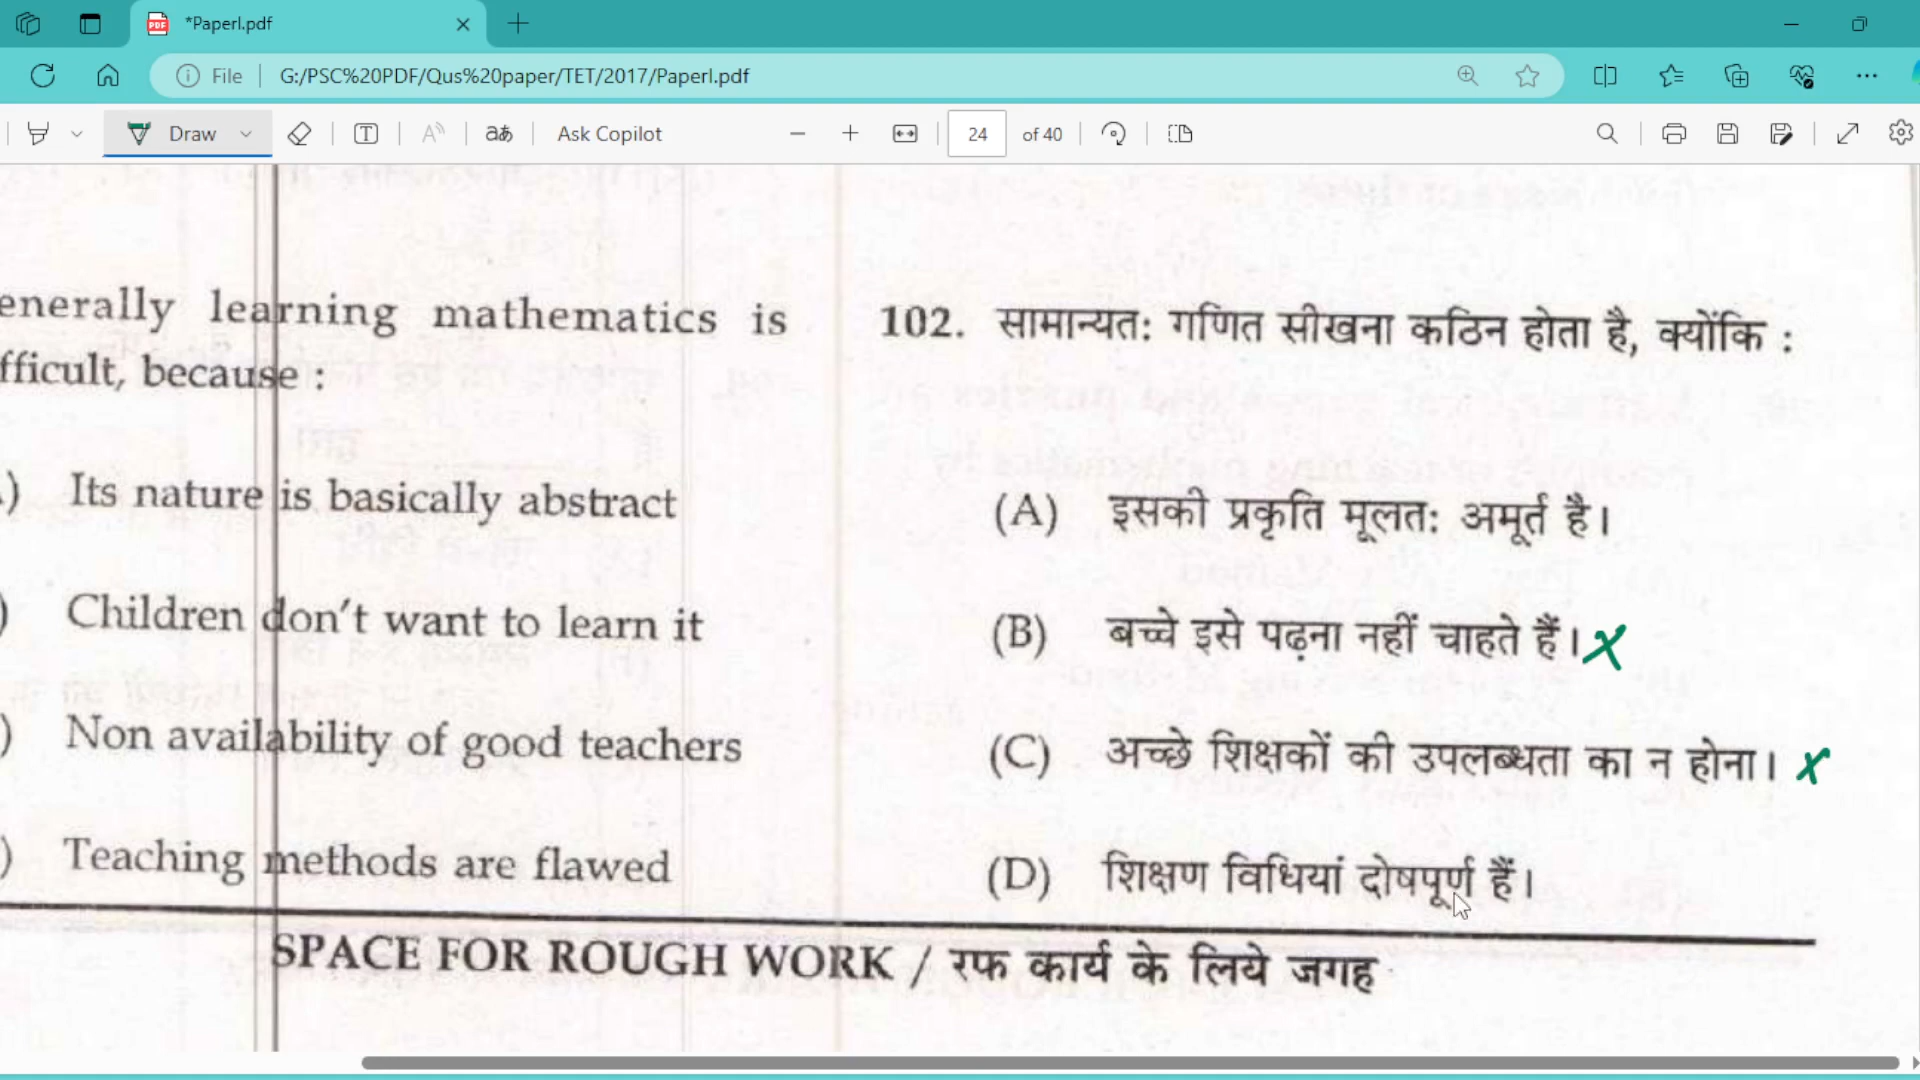 *PaperI.pdf
File
G:/PSC%20PDF/Qus%20paper/TET/2017/PaperI.pdf
Draw
Ask Copilot
24 of 40
enerally learning mathematics is
fficult, because :
Its nature is basically abstract
Children don't want to learn it
Non availability of good teachers
Teaching methods are flawed
102. सामान्यतः गणित सीखना कठिन होता है, क्योंकि :
(A) इसकी प्रकृति मूलतः अमूर्त है।
(B) बच्चे इसे पढ़ना नहीं चाहते हैं। X
(C) अच्छे शिक्षकों की उपलब्धता का न होना। X
(D) शिक्षण विधियां दोषपूर्ण हैं।
SPACE FOR ROUGH WORK / रफ कार्य के लिये जगह